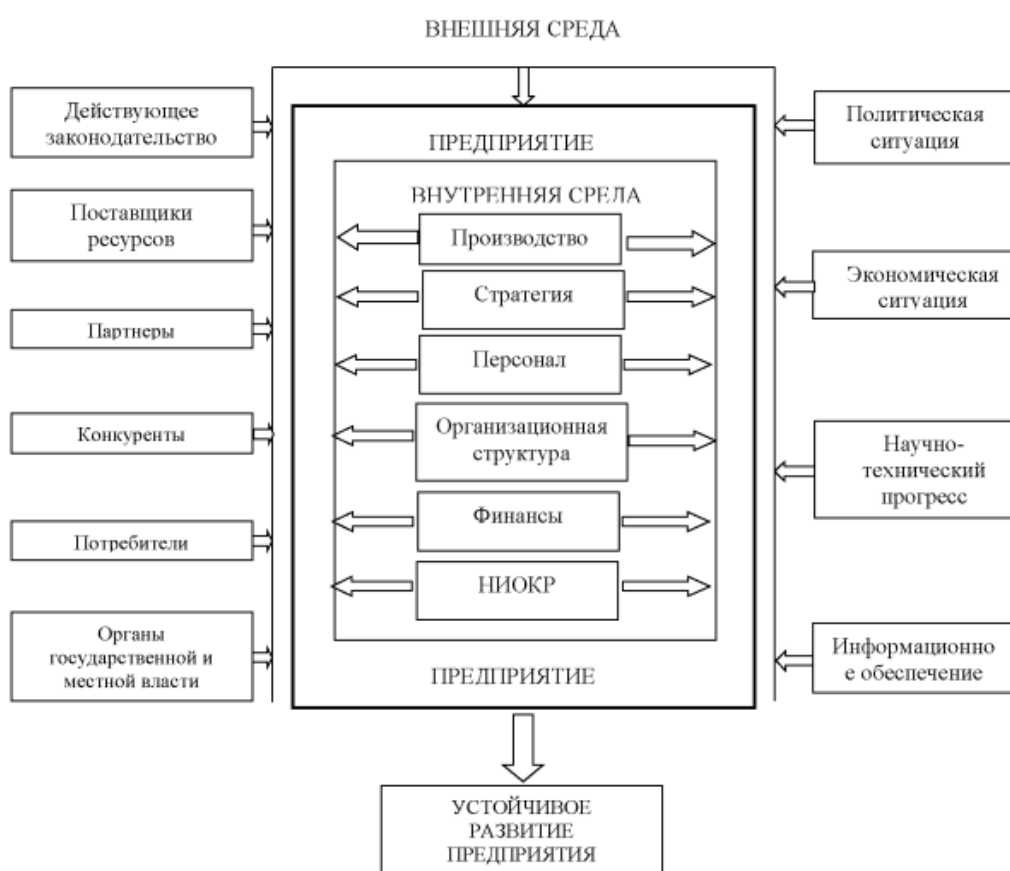 ВНЕШНЯЯ СРЕДА
Действующее
законодательство
Поставщики
ресурсов
Партнеры
Конкуренты
Потребители
Органы
государственной и
местной власти
ПРЕДПРИЯТИЕ
ВНУТРЕННЯЯ СРЕДА
Производство
Стратегия
Персонал
Организационная
структура
Финансы
НИОКР
ПРЕДПРИЯТИЕ
Политическая
ситуация
Экономическая
ситуация
Научно-
технический
прогресс
Информационно
е обеспечение
УСТОЙЧИВОЕ
РАЗВИТИЕ
ПРЕДПРИЯТИЯ